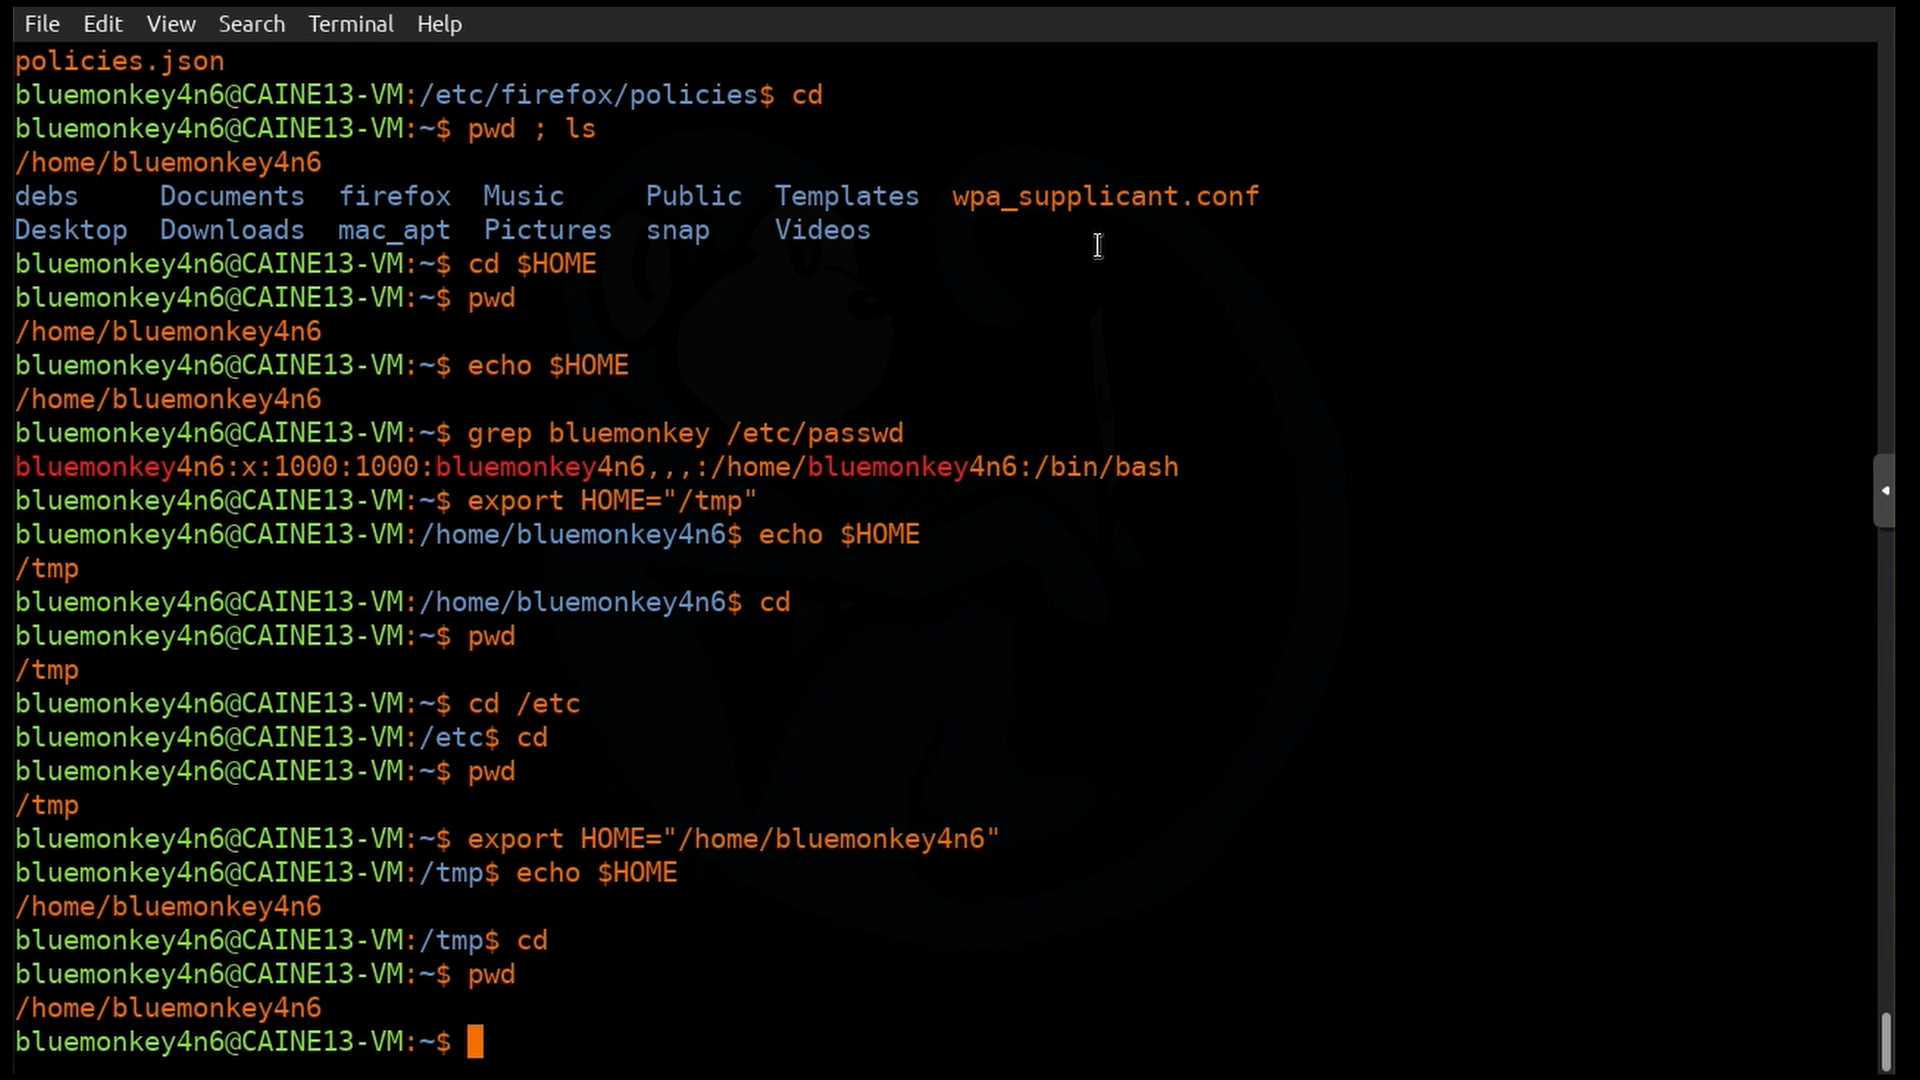 File Edit View Search Terminal Help
policies.json
bluemonkey4n6@CAINE13-VM:/etc/firefox/policies$ cd
bluemonkey4n6@CAINE13-VM:~$ pwd ; ls
/home/bluemonkey4n6
debs Documents firefox Music Public Templates wpa_supplicant.conf
Desktop Downloads mac_apt Pictures snap Videos
bluemonkey4n6@CAINE13-VM:~$ cd $HOME
bluemonkey4n6@CAINE13-VM:~$ pwd
/home/bluemonkey4n6
bluemonkey4n6@CAINE13-VM:~$ echo $HOME
/home/bluemonkey4n6
bluemonkey4n6@CAINE13-VM:~$ grep bluemonkey /etc/passwd
bluemonkey4n6:x:1000:1000:bluemonkey4n6,,,:/home/bluemonkey4n6:/bin/bash
bluemonkey4n6@CAINE13-VM:~$ export HOME="/tmp"
bluemonkey4n6@CAINE13-VM:/home/bluemonkey4n6$ echo $HOME
/tmp
bluemonkey4n6@CAINE13-VM:/home/bluemonkey4n6$ cd
bluemonkey4n6@CAINE13-VM:~$ pwd
/tmp
bluemonkey4n6@CAINE13-VM:~$ cd /etc
bluemonkey4n6@CAINE13-VM:/etc$ cd
bluemonkey4n6@CAINE13-VM:~$ pwd
/tmp
bluemonkey4n6@CAINE13-VM:~$ export HOME="/home/bluemonkey4n6"
bluemonkey4n6@CAINE13-VM:/tmp$ echo $HOME
/home/bluemonkey4n6
bluemonkey4n6@CAINE13-VM:/tmp$ cd
bluemonkey4n6@CAINE13-VM:~$ pwd
/home/bluemonkey4n6
bluemonkey4n6@CAINE13-VM:~$